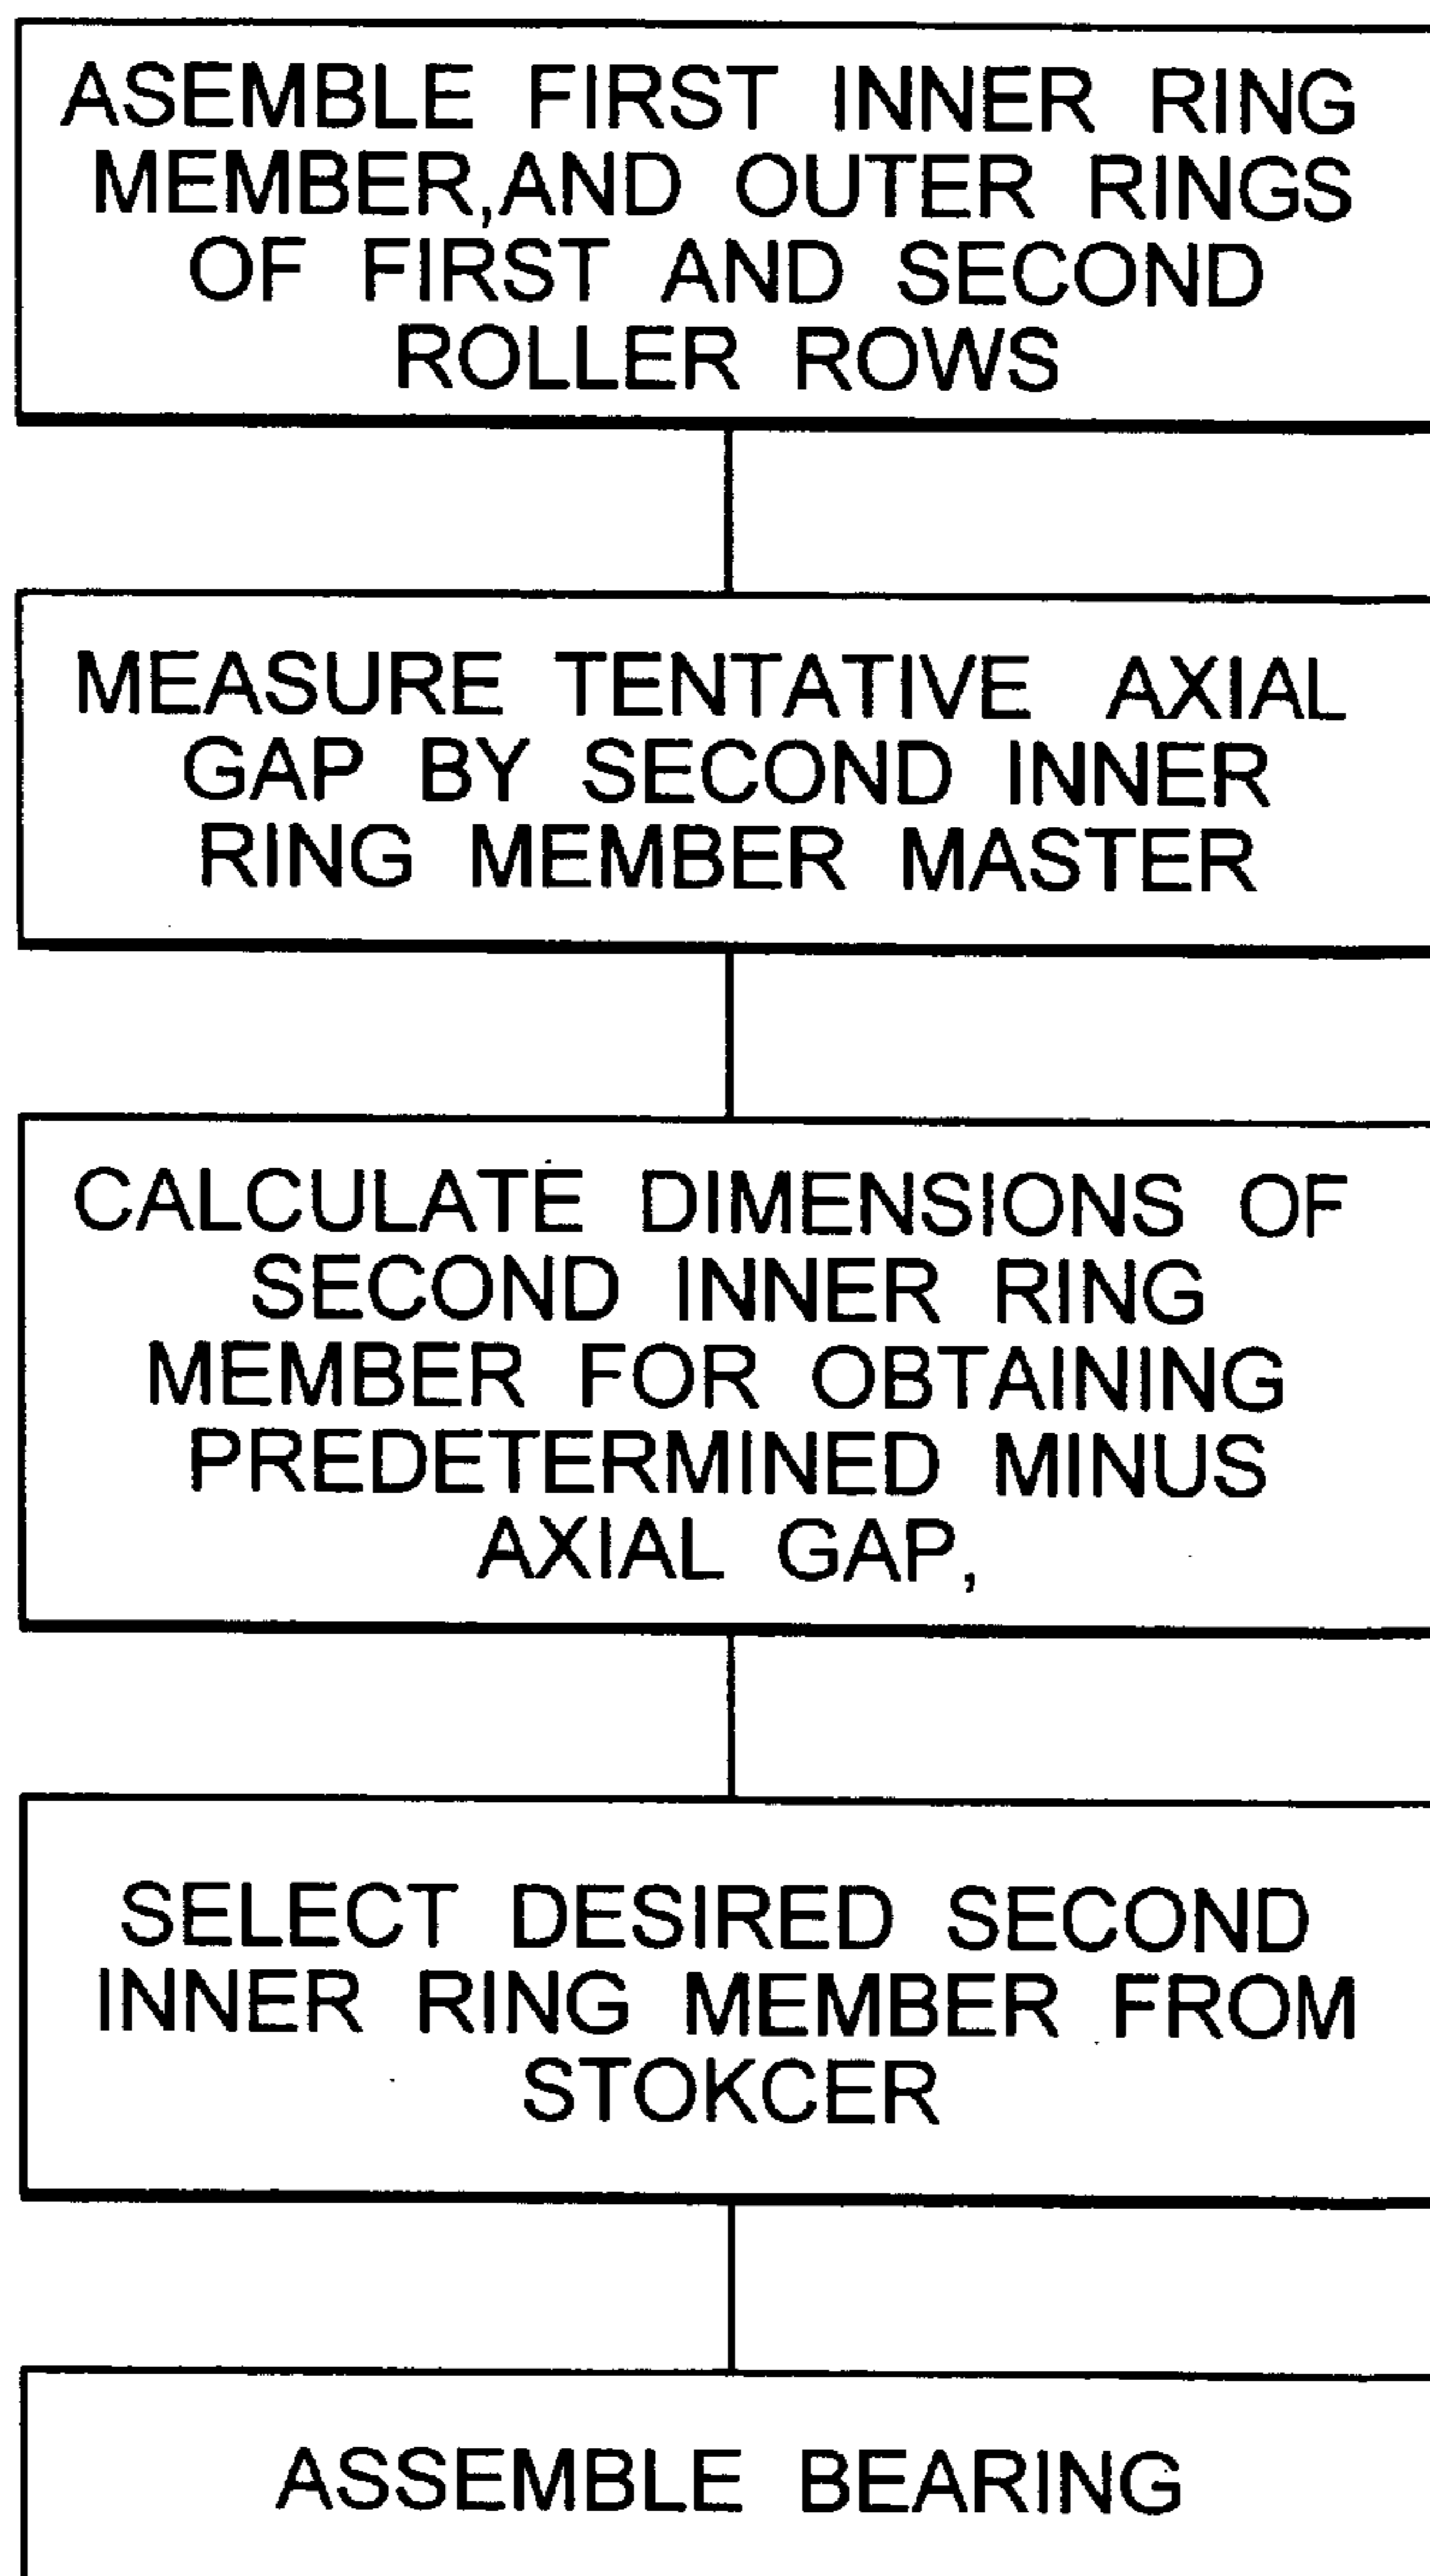 ASEMBLE FIRST INNER RING
MEMBER,AND OUTER RINGS
OF FIRST AND SECOND
ROLLER ROWS
MEASURE TENTATIVE AXIAL
GAP BY SECOND INNER
RING MEMBER MASTER
CALCULATE DIMENSIONS OF
SECOND INNER RING
MEMBER FOR OBTAINING
PREDETERMINED MINUS
AXIAL GAP,
SELECT DESIRED SECOND
INNER RING MEMBER FROM
STOKCER
ASSEMBLE BEARING